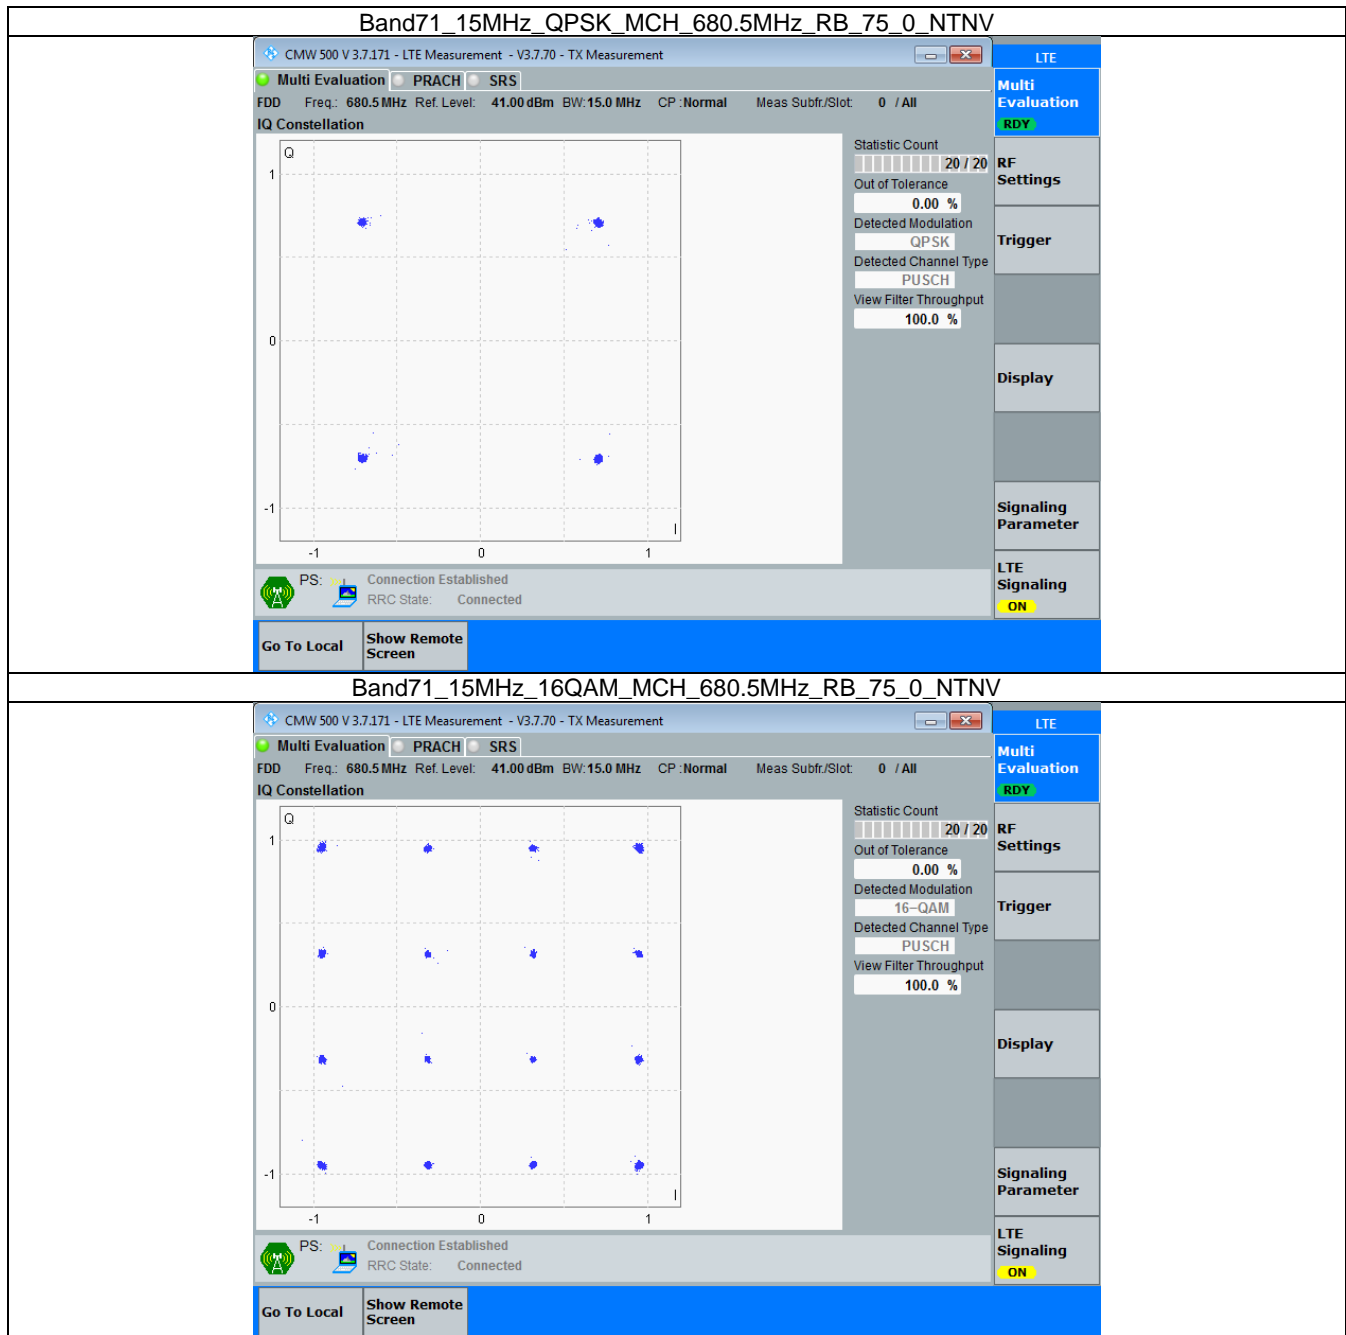 Band71_15MHz_QPSK_MCH_680.5MHz_RB_75_0_NTNV
CMW 500 V 3.7.171 - LTE Measurement - V3.7.70 - TX Measurement
LTE
Multi Evaluation PRACH SRS
Multi Evaluation
RDY
FDD Freq.: 680.5 MHz Ref. Level: 41.00 dBm BW: 15.0 MHz CP : Normal Meas Subfr./Slot: 0 / All
IQ Constellation
Q
1
0
-1
-1 0 1
I
Statistic Count
20 / 20
Out of Tolerance
0.00 %
Detected Modulation
QPSK
Detected Channel Type
PUSCH
View Filter Throughput
100.0 %
RF Settings
Trigger
Display
Signaling Parameter
LTE Signaling
ON
PS: Connection Established
RRC State: Connected
Go To Local
Show Remote Screen
Band71_15MHz_16QAM_MCH_680.5MHz_RB_75_0_NTNV
CMW 500 V 3.7.171 - LTE Measurement - V3.7.70 - TX Measurement
LTE
Multi Evaluation PRACH SRS
Multi Evaluation
RDY
FDD Freq.: 680.5 MHz Ref. Level: 41.00 dBm BW: 15.0 MHz CP : Normal Meas Subfr./Slot: 0 / All
IQ Constellation
Q
1
0
-1
-1 0 1
I
Statistic Count
20 / 20
Out of Tolerance
0.00 %
Detected Modulation
16-QAM
Detected Channel Type
PUSCH
View Filter Throughput
100.0 %
RF Settings
Trigger
Display
Signaling Parameter
LTE Signaling
ON
PS: Connection Established
RRC State: Connected
Go To Local
Show Remote Screen